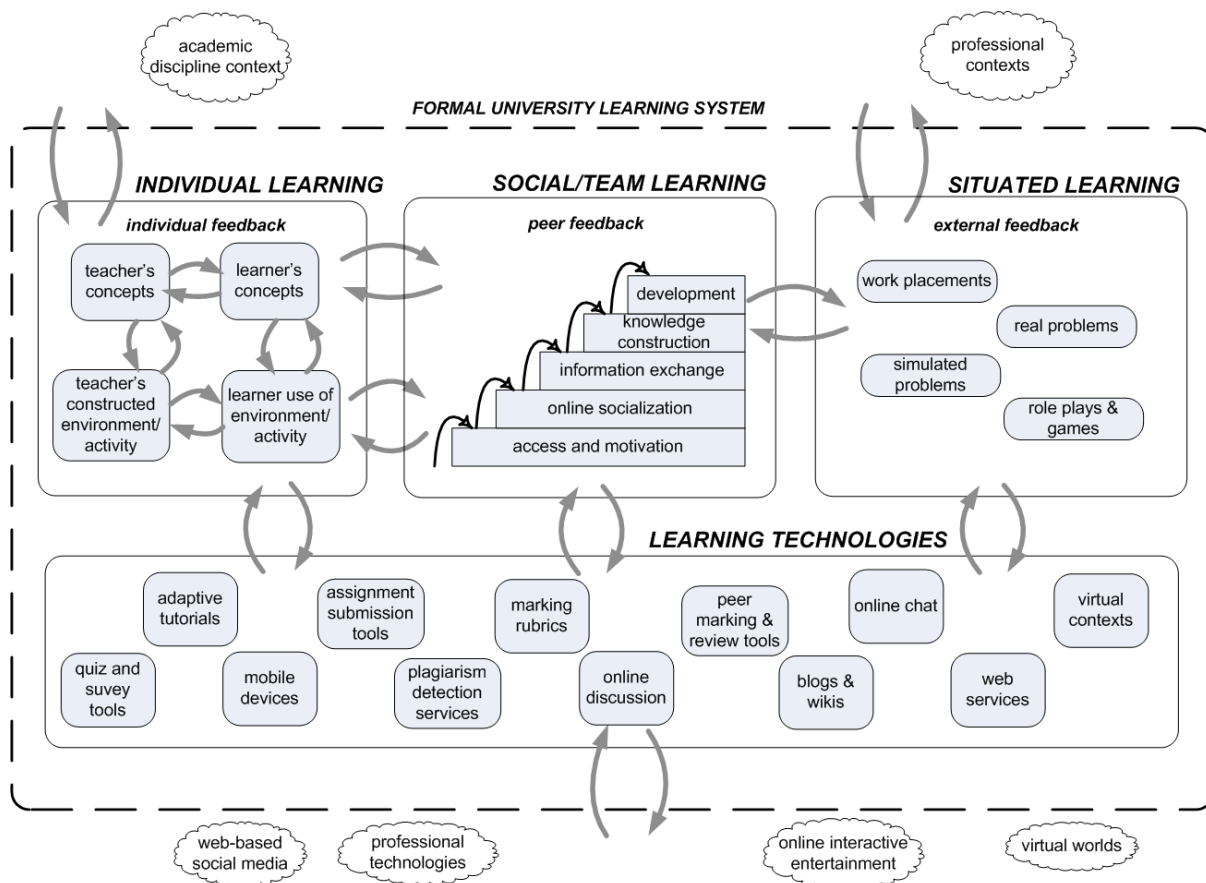 academic
discipline context
professional
contexts
FORMAL UNIVERSITY LEARNING SYSTEM
INDIVIDUAL LEARNING
SOCIAL/TEAM LEARNING
SITUATED LEARNING
individual feedback
teacher's
concepts
learner's
concepts
teacher's
constructed
environment/
activity
learner use of
environment/
activity
peer feedback
development
knowledge
construction
information exchange
online socialization
access and motivation
external feedback
work placements
real problems
simulated
problems
role plays &
games
LEARNING TECHNOLOGIES
adaptive
tutorials
assignment
submission
tools
marking
rubrics
peer
marking &
review tools
online chat
virtual
contexts
quiz and
suvey
tools
mobile
devices
plagiarism
detection
services
online
discussion
blogs &
wikis
web
services
web-based
social media
professional
technologies
online interactive
entertainment
virtual worlds